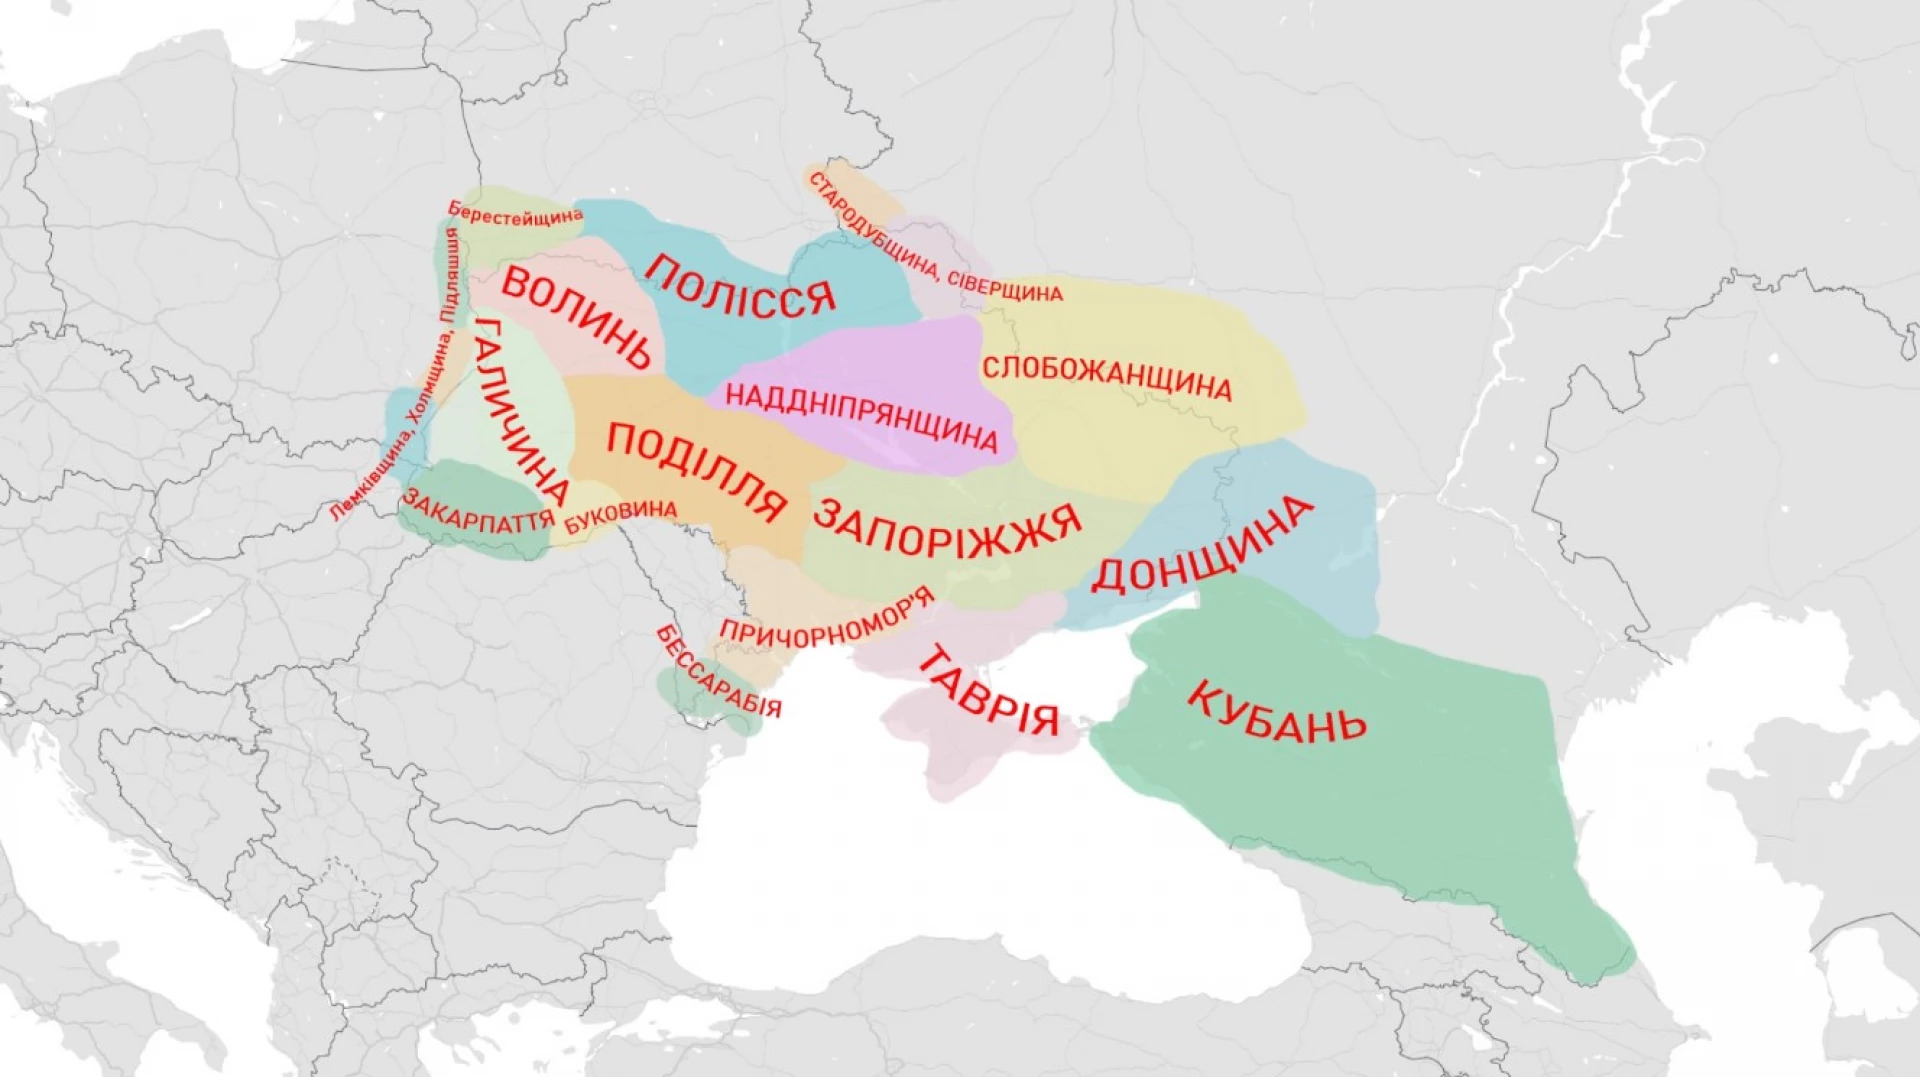 СТАРОДУБЩИНА, СІВЕРЩИНА
Берестейщина
ПОЛІССЯ
ВОЛИНЬ
Лемківщина, Холмщина, Підляшшя
ГАЛИЧИНА
НАДДНІПРЯНЩИНА
СЛОБОЖАНЩИНА
ПОДІЛЛЯ
ЗАКАРПАТТЯ
БУКОВИНА
ЗАПОРІЖЖЯ
ДОНЩИНА
ПРИЧОРНОМОР'Я
БЕССАРАБІЯ
ТАВРІЯ
КУБАНЬ